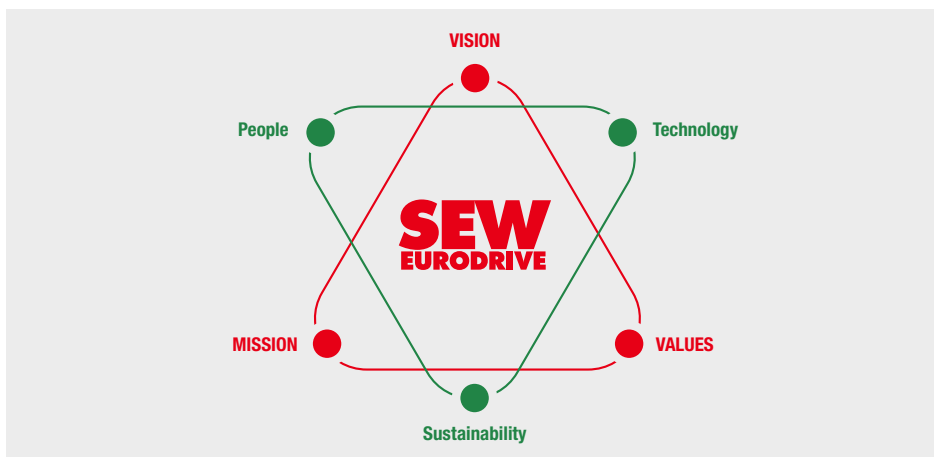 VISION
People
Technology
SEW
EURODRIVE
MISSION
VALUES
Sustainability